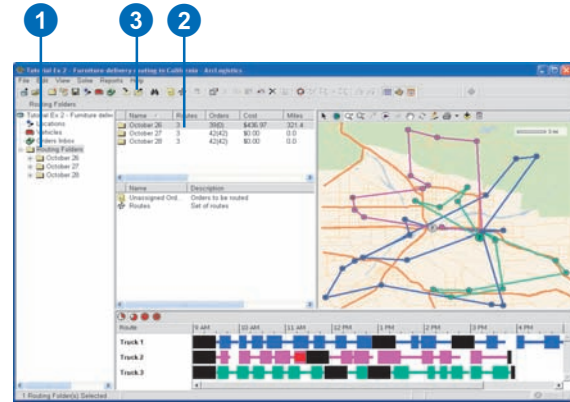 1
3
2
Tutorial Ex 2 - Furniture delivery routing in California - ArcLogistics
File Edit View Solve Reports Help
Routing Folders
Tutorial Ex 2 - Furniture deliv
Locations
Vehicles
Orders Inbox
Routing Folders
October 26
October 27
October 28
Name Routes Orders Cost Miles
October 26 3 $436.97 321.4
October 27 3 42(42) $0.00 0.0
October 28 3 42(42) $0.00 0.0
Name Description
Unassigned Ord. Orders to be routed
Routes Set of routes
Route 9 AM 10 AM 11 AM 12 PM 1 PM 2 PM 3 PM 4 PM
Truck 1
Truck 2
Truck 3
1 Routing Folder(s) Selected